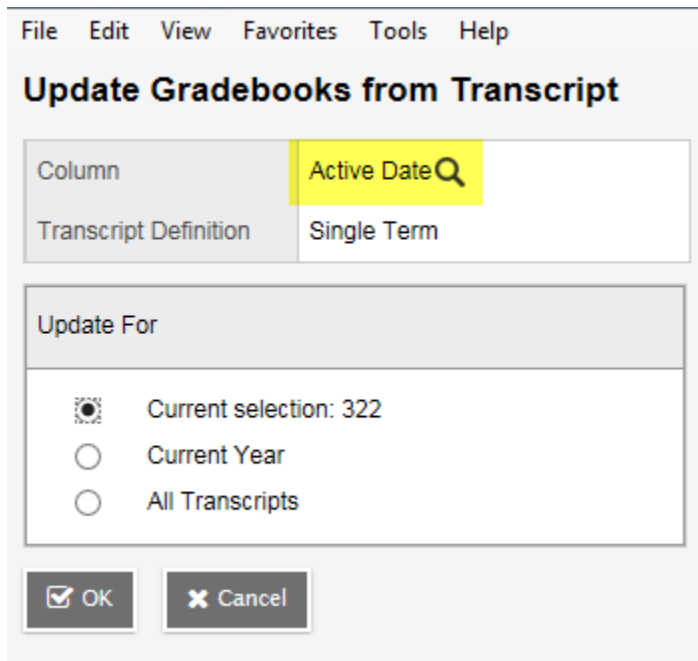 File Edit View Favorites Tools Help
Update Gradebooks from Transcript
Column Active Date
Transcript Definition Single Term
Update For
Current selection: 322
Current Year
All Transcripts
OK Cancel